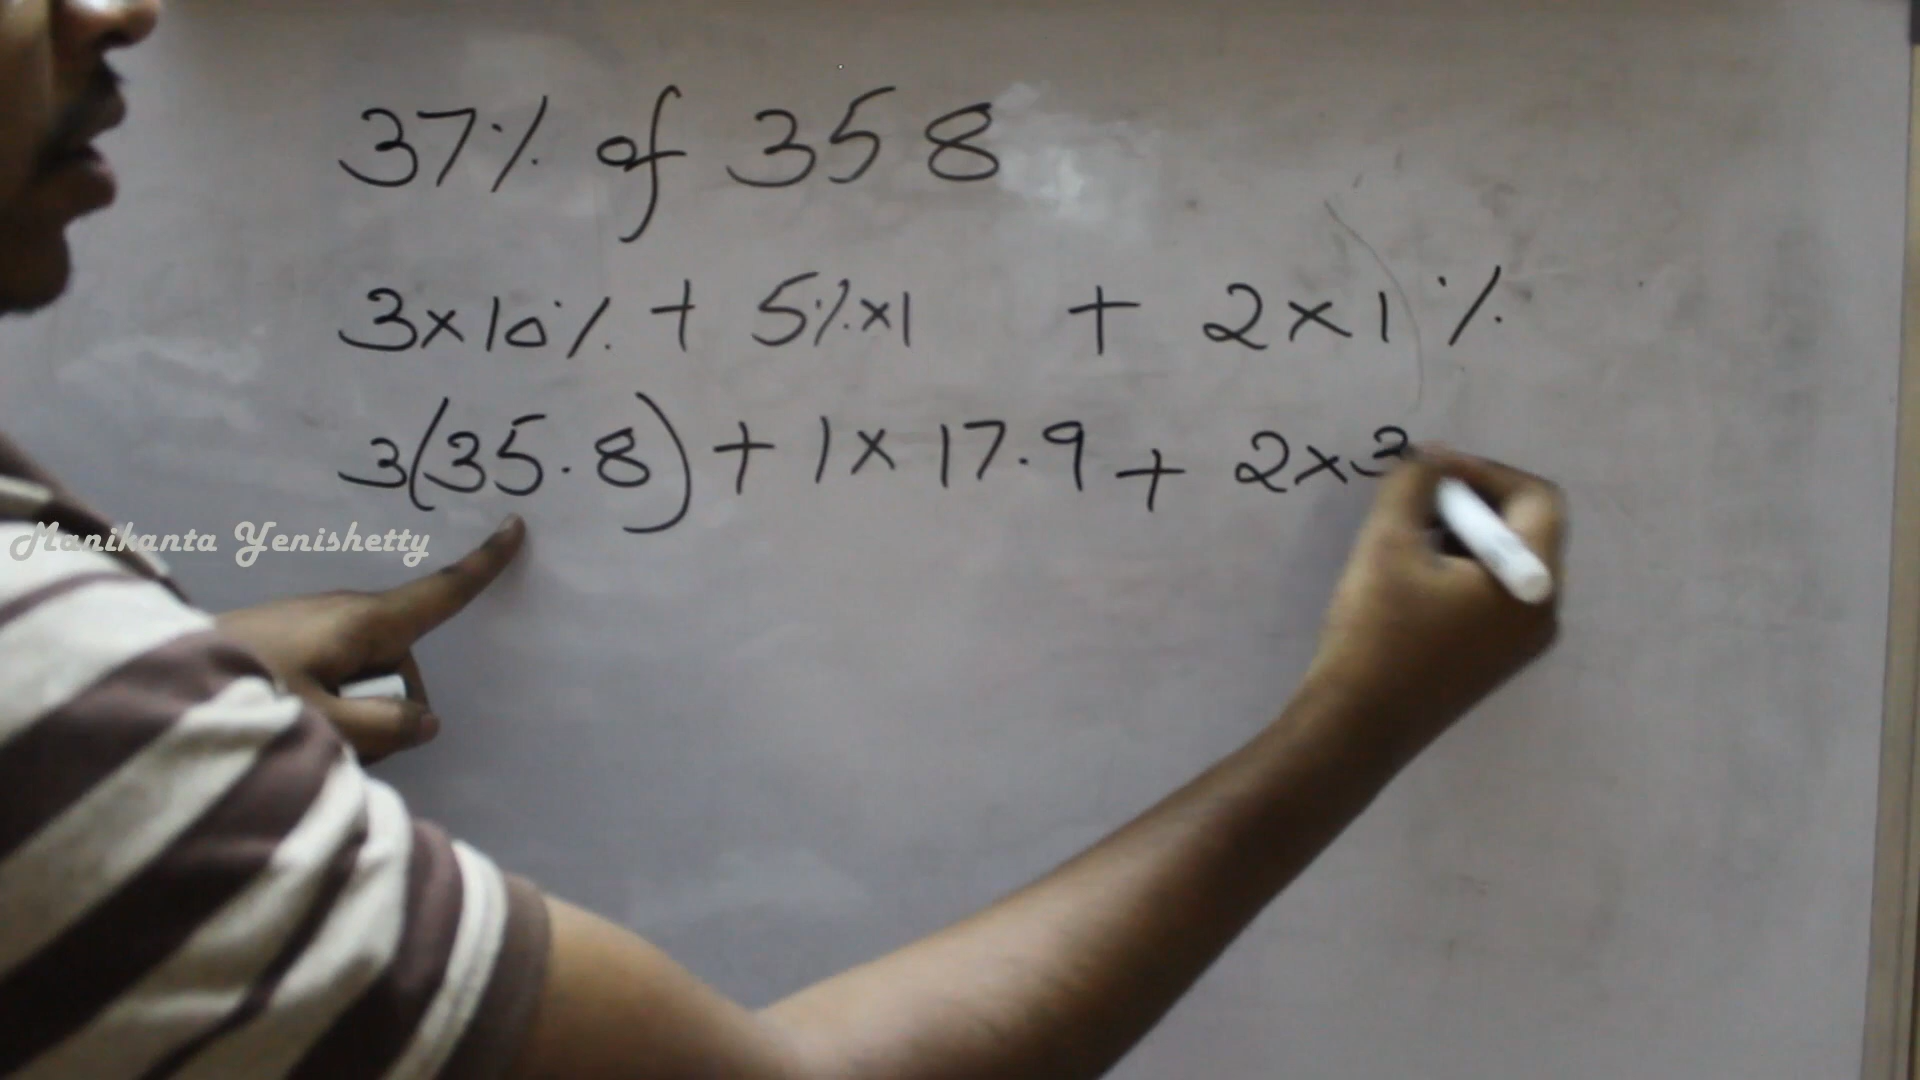 37% of 358
3×10% + 5%×1 + 2×1%
3(35.8) + 1×17.9 + 2×3
Manikanta Yenishetty